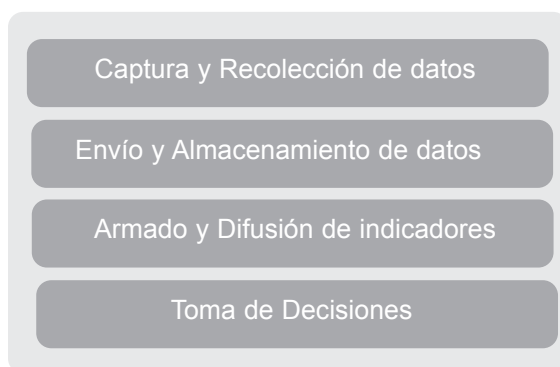 Captura y Recolección de datos
Envío y Almacenamiento de datos
Armado y Difusión de indicadores
Toma de Decisiones